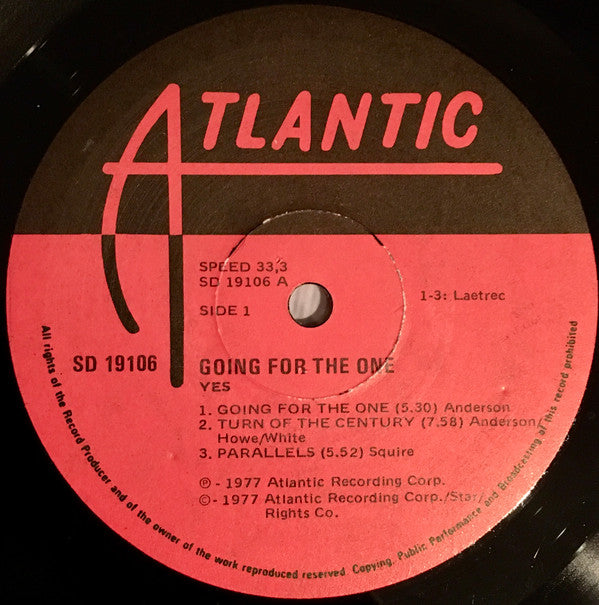 ATLANTIC
SPEED 33,3
SD 19106 A
SIDE 1
1-3: Laetrec
SD 19106
GOING FOR THE ONE
YES
1. GOING FOR THE ONE (5.30) Anderson
2. TURN OF THE CENTURY (7.58) Anderson/
Howe/White
3. PARALLELS (5.52) Squire
℗ - 1977 Atlantic Recording Corp.
© - 1977 Atlantic Recording Corp./Star/
Rights Co.
All rights of the Record Producer and of the owner of the work reproduced reserved. Copying, Public Performance and Broadcasting of this record prohibited